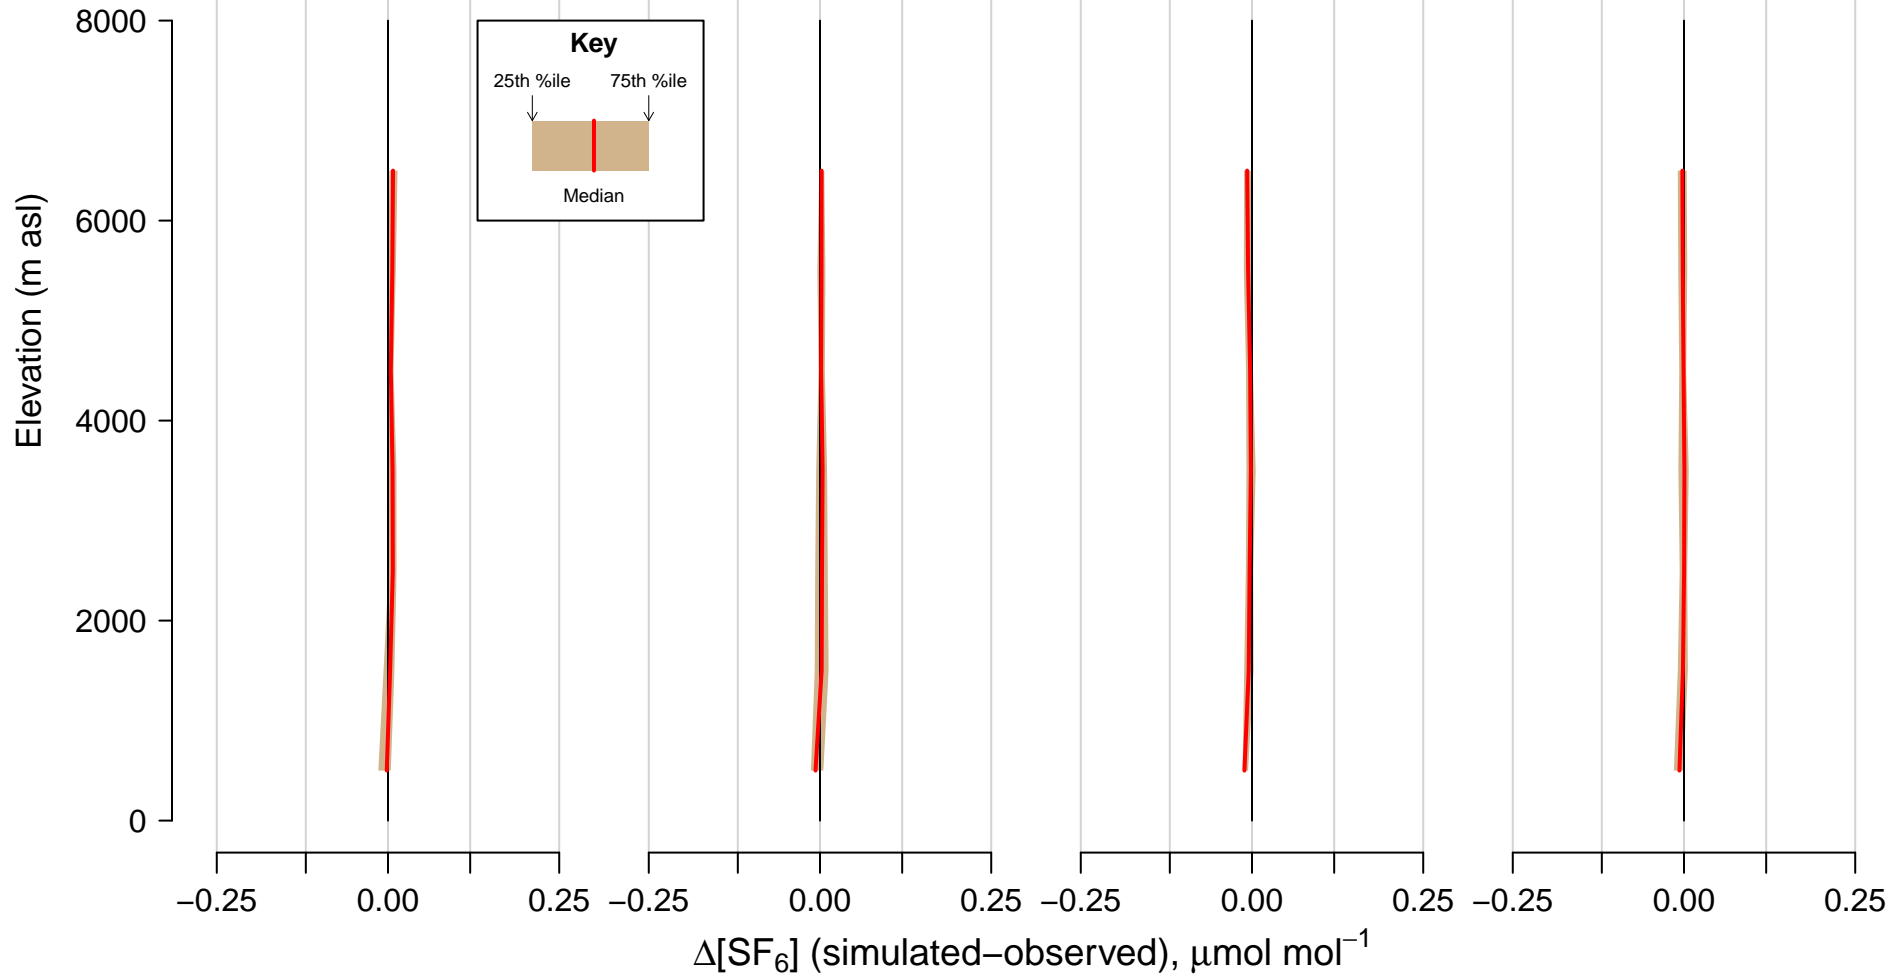 8000
6000
4000
2000
0
Elevation (m asl)
Key
25th %ile 75th %ile
Median
−0.25 0.00 0.25 −0.25 0.00 0.25 −0.25 0.00 0.25 −0.25 0.00 0.25
Δ[SF₆] (simulated−observed), μmol mol⁻¹